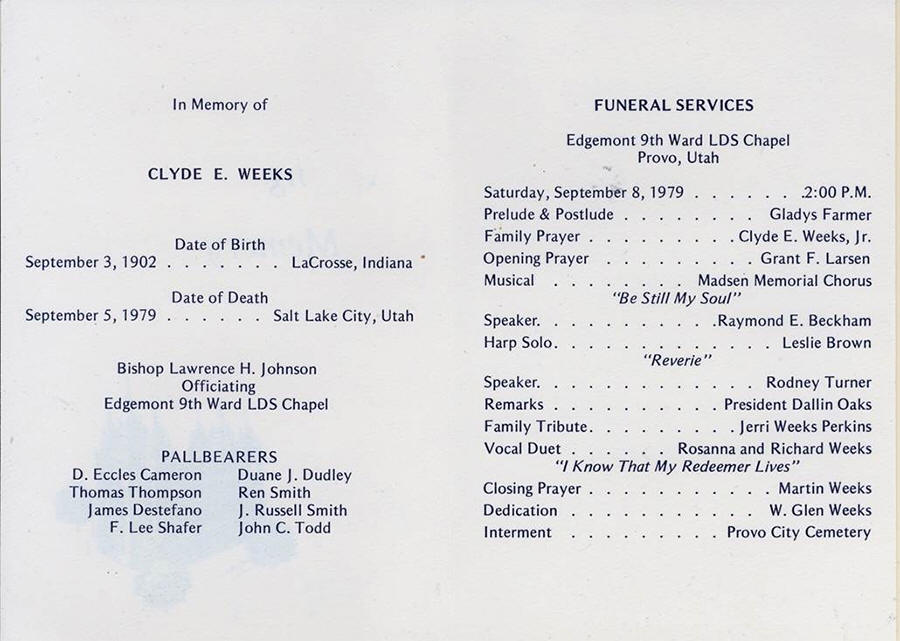 In Memory of
CLYDE E. WEEKS
Date of Birth
September 3, 1902 . . . . . . . LaCrosse, Indiana
Date of Death
September 5, 1979 . . . . . . Salt Lake City, Utah
Bishop Lawrence H. Johnson
Officiating
Edgemont 9th Ward LDS Chapel
PALLBEARERS
D. Eccles Cameron Duane J. Dudley
Thomas Thompson Ren Smith
James Destefano J. Russell Smith
F. Lee Shafer John C. Todd
FUNERAL SERVICES
Edgemont 9th Ward LDS Chapel
Provo, Utah
Saturday, September 8, 1979 . . . . . . .2:00 P.M.
Prelude & Postlude . . . . . . . . Gladys Farmer
Family Prayer . . . . . . . . . Clyde E. Weeks, Jr.
Opening Prayer . . . . . . . . . Grant F. Larsen
Musical . . . . . . . Madsen Memorial Chorus
"Be Still My Soul"
Speaker. . . . . . . . . . .Raymond E. Beckham
Harp Solo. . . . . . . . . . . . . Leslie Brown
"Reverie"
Speaker. . . . . . . . . . . . . Rodney Turner
Remarks . . . . . . . . . . President Dallin Oaks
Family Tribute. . . . . . . . . Jerri Weeks Perkins
Vocal Duet . . . . . . Rosanna and Richard Weeks
"I Know That My Redeemer Lives"
Closing Prayer . . . . . . . . . . . Martin Weeks
Dedication . . . . . . . . . . . . W. Glen Weeks
Interment . . . . . . . . . Provo City Cemetery